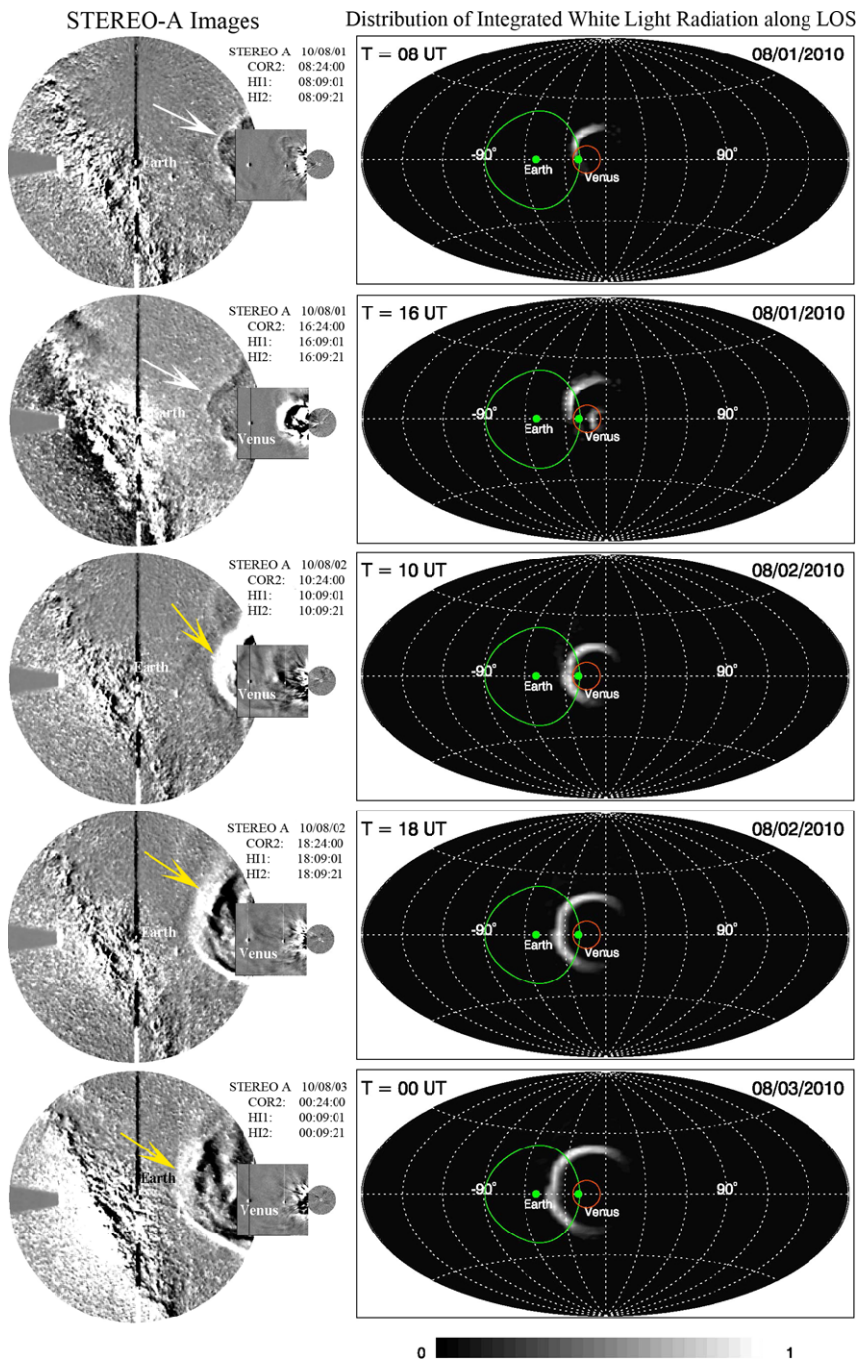 STEREO-A Images
Distribution of Integrated White Light Radiation along LOS
STEREO A 10/08/01
COR2: 08:24:00
HI1: 08:09:01
HI2: 08:09:21
Earth
T = 08 UT
08/01/2010
-90°
90°
Earth
Venus
STEREO A 10/08/01
COR2: 16:24:00
HI1: 16:09:01
HI2: 16:09:21
Earth
Venus
T = 16 UT
08/01/2010
-90°
90°
Earth
Venus
STEREO A 10/08/02
COR2: 10:24:00
HI1: 10:09:01
HI2: 10:09:21
Earth
Venus
T = 10 UT
08/02/2010
-90°
90°
Earth
Venus
STEREO A 10/08/02
COR2: 18:24:00
HI1: 18:09:01
HI2: 18:09:21
Earth
Venus
T = 18 UT
08/02/2010
-90°
90°
Earth
Venus
STEREO A 10/08/03
COR2: 00:24:00
HI1: 00:09:01
HI2: 00:09:21
Earth
Venus
T = 00 UT
08/03/2010
-90°
90°
Earth
Venus
0
1